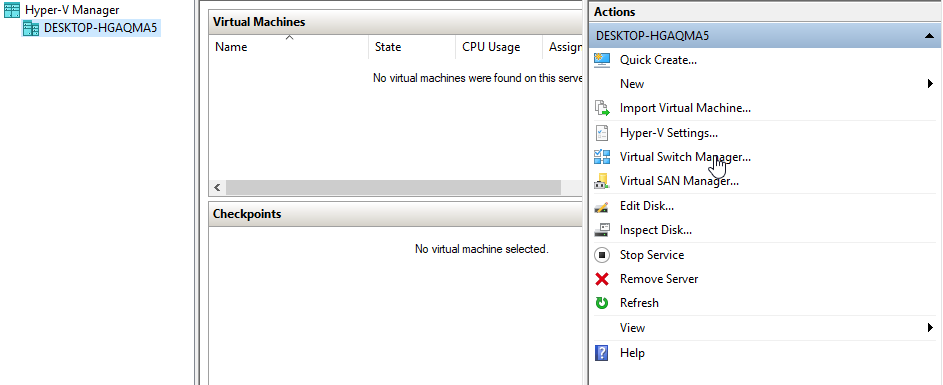 Hyper-V Manager
DESKTOP-HGAQMA5
Virtual Machines
Name State CPU Usage Assign
No virtual machines were found on this serve
Checkpoints
No virtual machine selected.
Actions
DESKTOP-HGAQMA5
Quick Create...
New
Import Virtual Machine...
Hyper-V Settings...
Virtual Switch Manager...
Virtual SAN Manager...
Edit Disk...
Inspect Disk...
Stop Service
Remove Server
Refresh
View
Help